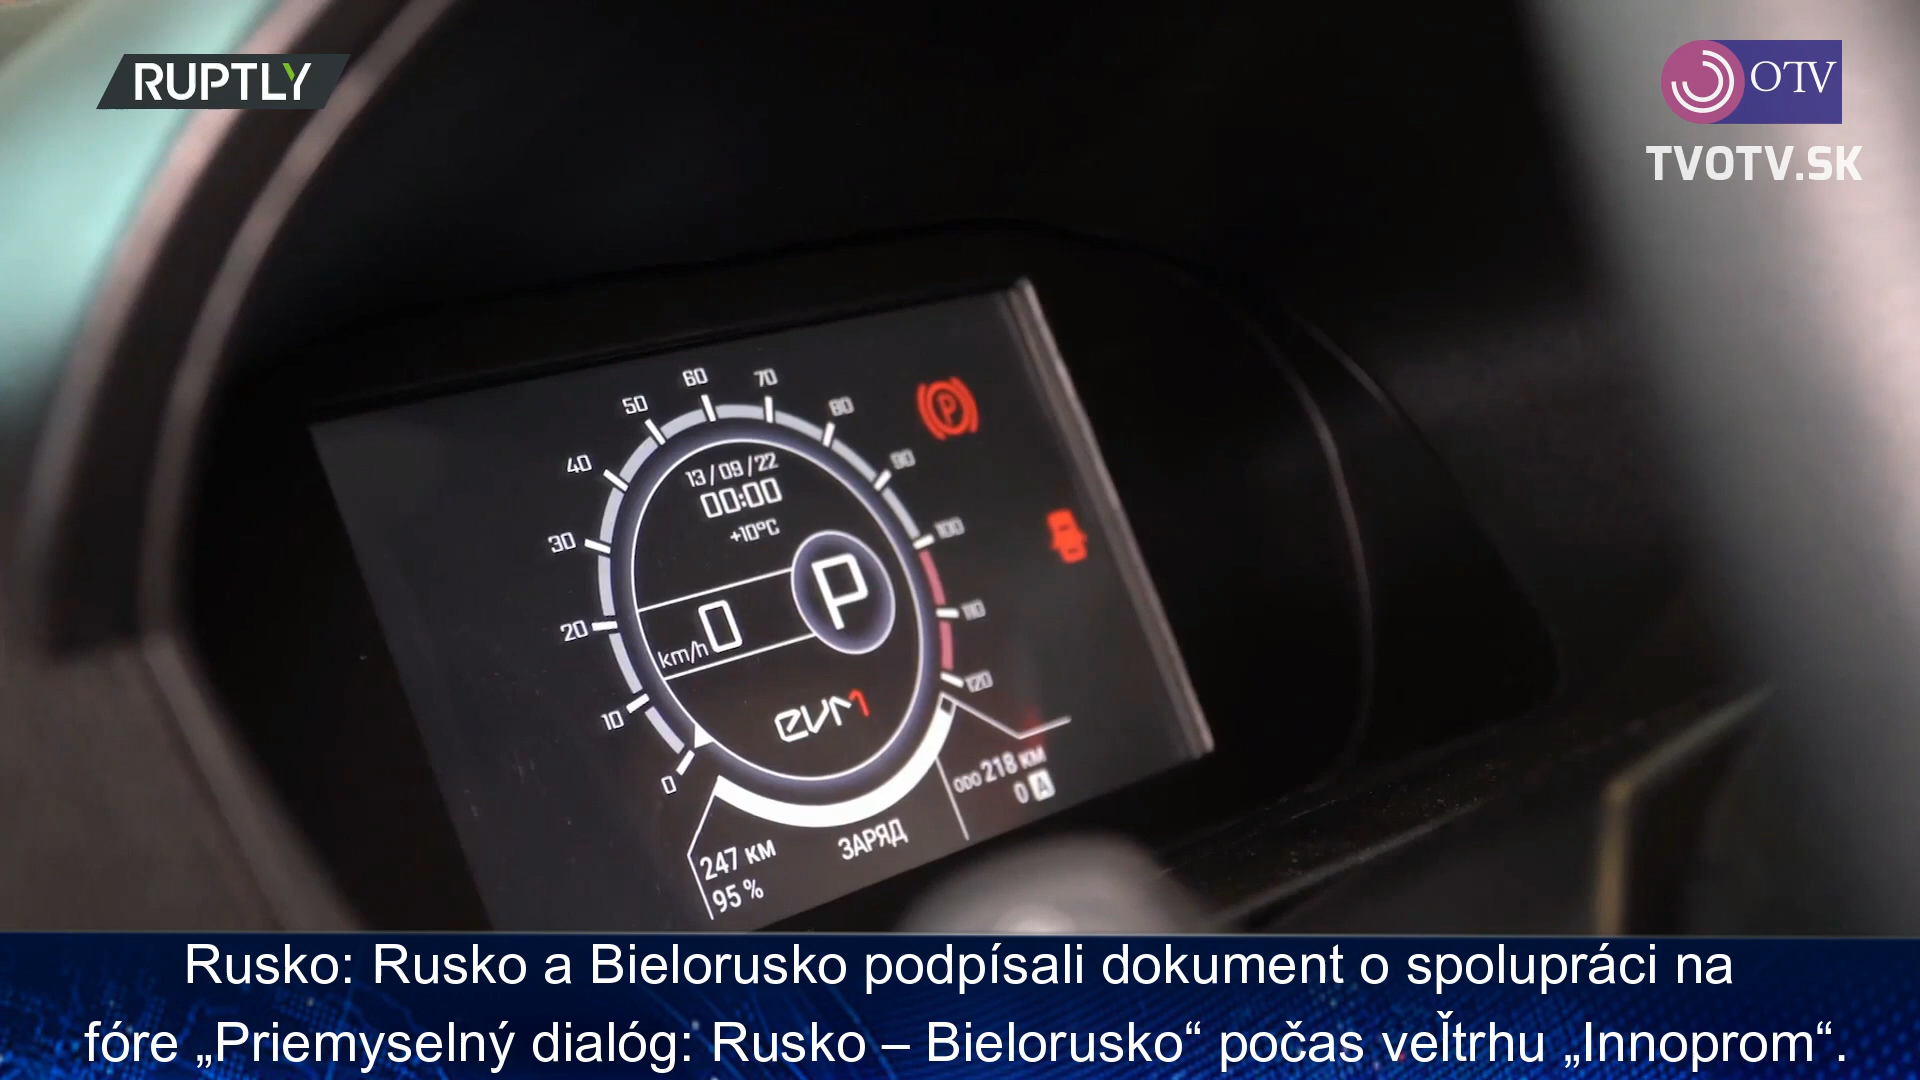 RUPTLY
OTV
TVOTV.SK
60
70
50
80
40
90
13/09/22
00:00
+10°C
30
100
P
P
0
km/h
110
20
evr1
120
10
0
ODO 218 KM
0 A
ЗАРЯД
247 KM
95 %
Rusko: Rusko a Bielorusko podpísali dokument o spolupráci na
fóre „Priemyselný dialóg: Rusko – Bielorusko“ počas veľtrhu „Innoprom“.